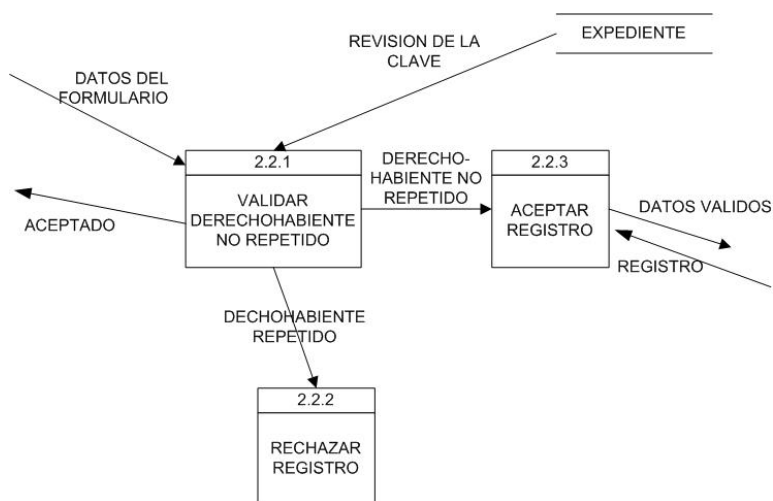 REVISION DE LA
CLAVE
EXPEDIENTE
DATOS DEL
FORMULARIO
2.2.1
VALIDAR
DERECHOHABIENTE
NO REPETIDO
DERECHO-
HABIENTE NO
REPETIDO
2.2.3
ACEPTAR
REGISTRO
DATOS VALIDOS
REGISTRO
ACEPTADO
DECHOHABIENTE
REPETIDO
2.2.2
RECHAZAR
REGISTRO